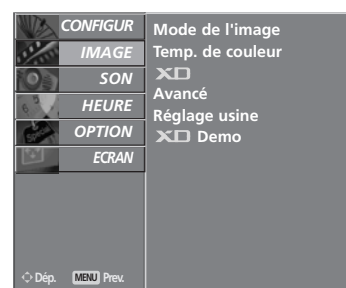 CONFIGUR
IMAGE
SON
HEURE
OPTION
ECRAN
Dép. MENU Prev.
Mode de l'image
Temp. de couleur
XD
Avancé
Réglage usine
XD Demo